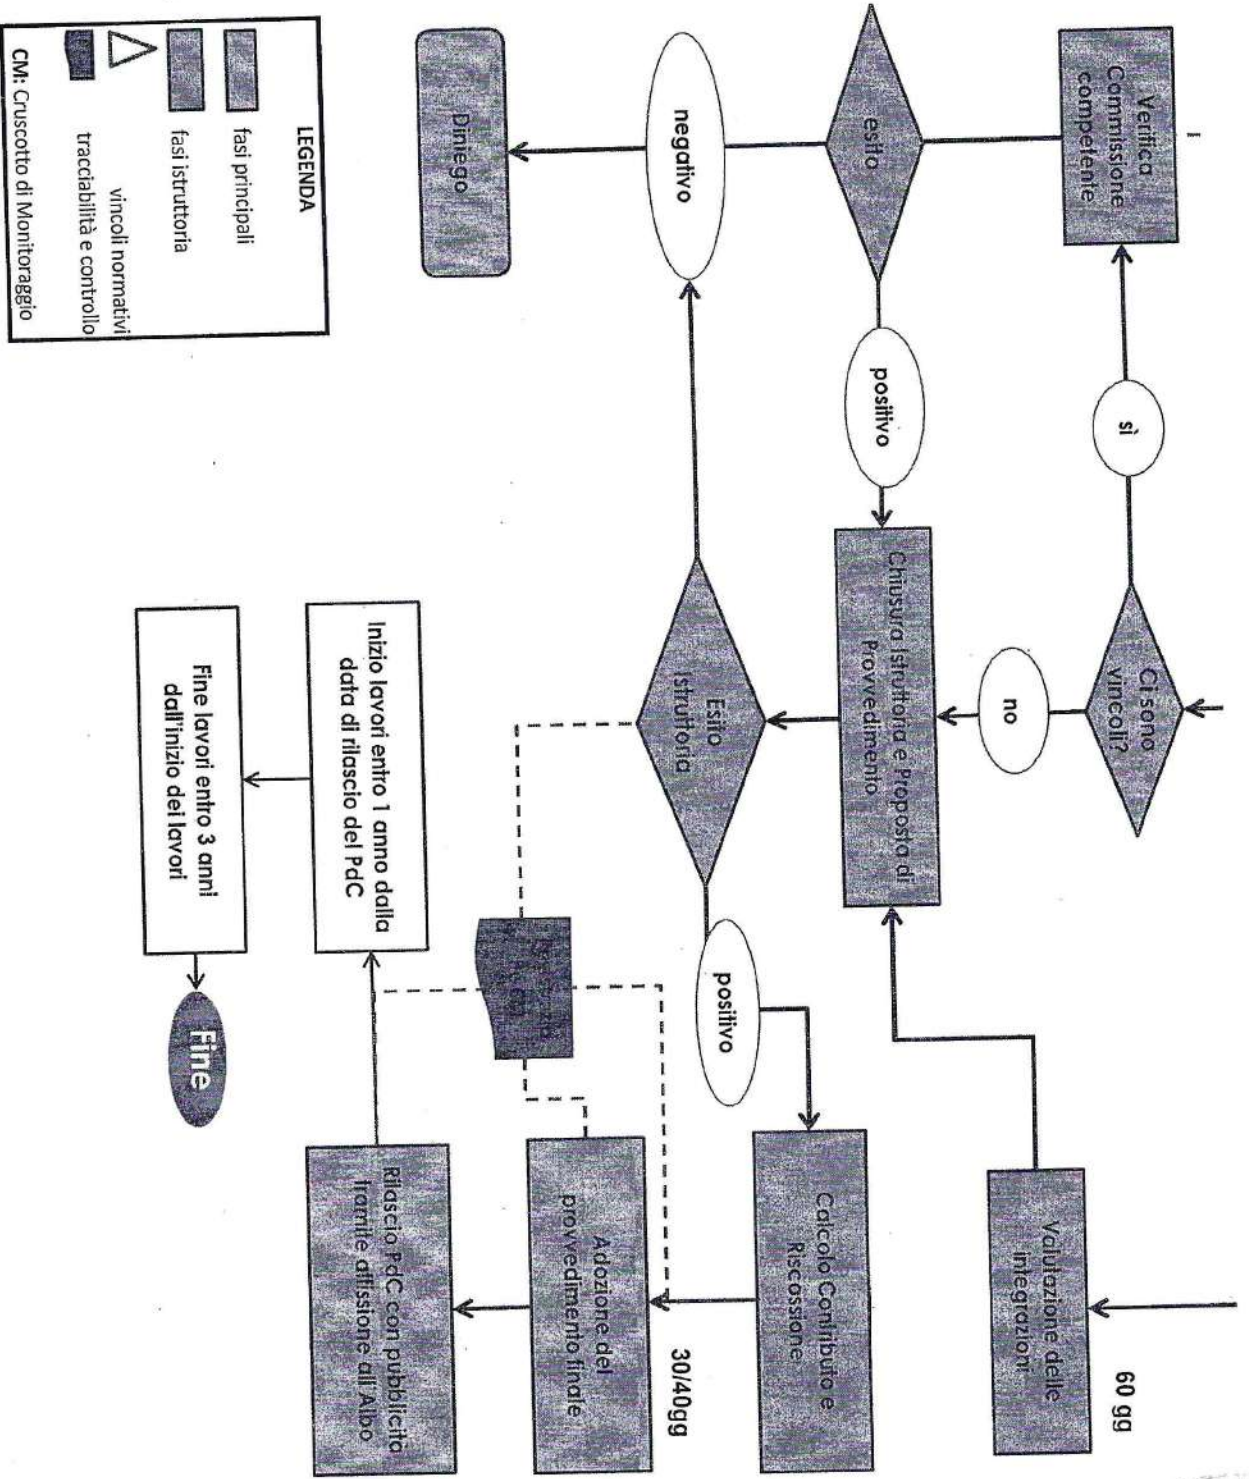 Ci sono
vincoli?
60 gg
sì
no
Valutazione delle
integrazioni
Verifica
Commissione
competente
Chiusura Istruttoria e Proposta di
Provvedimento
esito
positivo
Calcolo Contributo e
Riscossione
negativo
Esito
Istruttoria
positivo
30/40gg
Adozione del
provvedimento finale
Diniego
Rilascio PdC con pubblicità
tramite affissione all'Albo
Inizio lavori entro 1 anno dalla
data di rilascio del PdC
Fine lavori entro 3 anni
dall'inizio dei lavori
Fine
LEGENDA
fasi principali
fasi istruttoria
vincoli normativi
tracciabilità e controllo
CM: Cruscotto di Monitoraggio